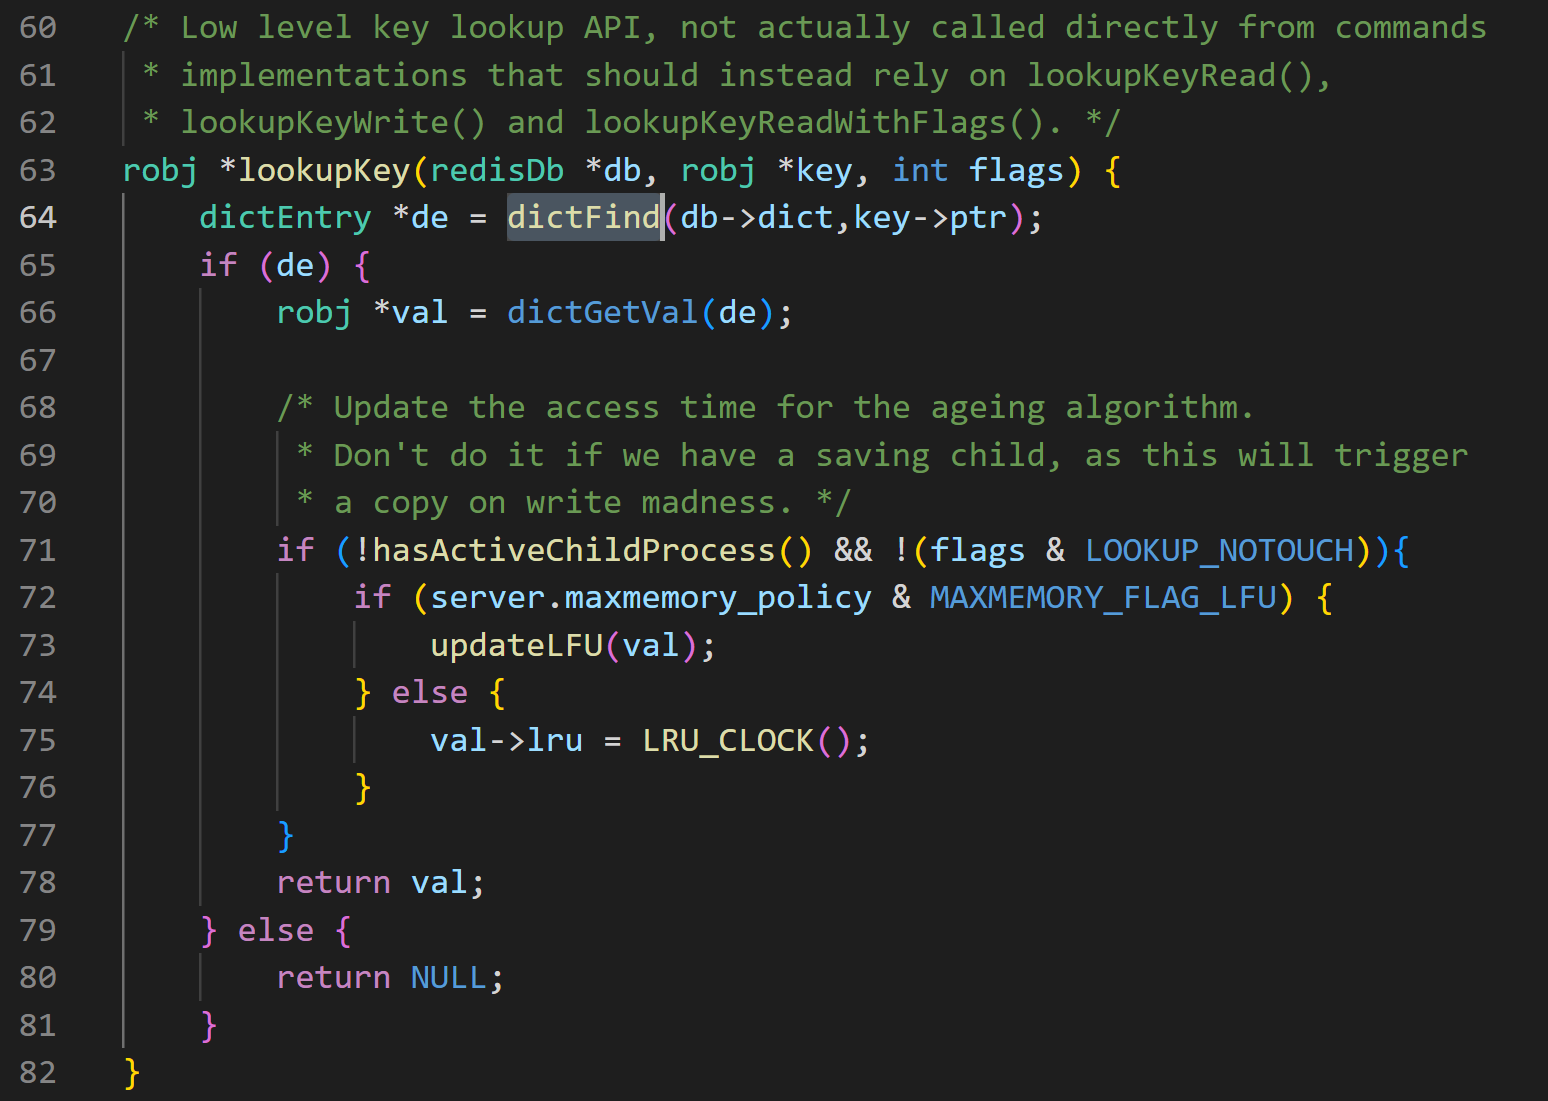 60 /* Low level key lookup API, not actually called directly from commands
61 * implementations that should instead rely on lookupKeyRead(),
62 * lookupKeyWrite() and lookupKeyReadWithFlags(). */
63 robj *lookupKey(redisDb *db, robj *key, int flags) {
64     dictEntry *de = dictFind(db->dict,key->ptr);
65     if (de) {
66         robj *val = dictGetVal(de);
67
68         /* Update the access time for the ageing algorithm.
69          * Don't do it if we have a saving child, as this will trigger
70          * a copy on write madness. */
71         if (!hasActiveChildProcess() && !(flags & LOOKUP_NOTOUCH)){
72             if (server.maxmemory_policy & MAXMEMORY_FLAG_LFU) {
73                 updateLFU(val);
74             } else {
75                 val->lru = LRU_CLOCK();
76             }
77         }
78         return val;
79     } else {
80         return NULL;
81     }
82 }